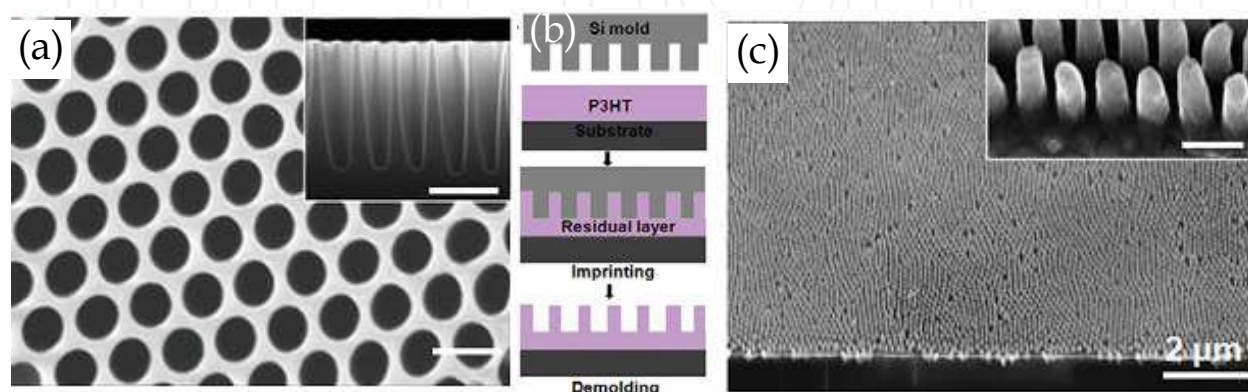 (a)
(b)
Si mold
P3HT
Substrate
Residual layer
Imprinting
Demolding
(c)
2 µm